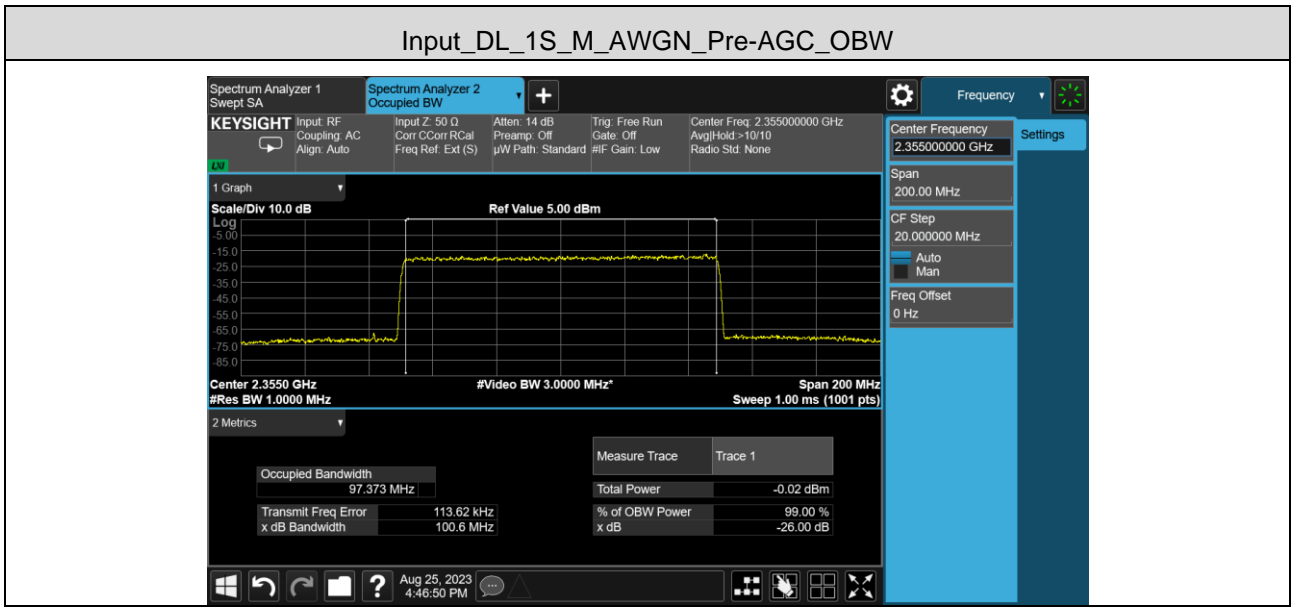 Input_DL_1S_M_AWGN_Pre-AGC_OBW
Spectrum Analyzer 1
Swept SA
Spectrum Analyzer 2
Occupied BW
+
Frequency
KEYSIGHT
Input: RF
Coupling: AC
Align: Auto
Input Z: 50 Ω
Corr CCorr RCal
Freq Ref: Ext (S)
Atten: 14 dB
Preamp: Off
µW Path: Standard
Trig: Free Run
Gate: Off
#IF Gain: Low
Center Freq: 2.355000000 GHz
Avg|Hold:>10/10
Radio Std: None
LXI
Center Frequency
2.355000000 GHz
Settings
Span
200.00 MHz
CF Step
20.000000 MHz
Auto
Man
Freq Offset
0 Hz
1 Graph
Scale/Div 10.0 dB
Ref Value 5.00 dBm
Log
-5.00
-15.0
-25.0
-35.0
-45.0
-55.0
-65.0
-75.0
-85.0
Center 2.3550 GHz
#Video BW 3.0000 MHz*
Span 200 MHz
#Res BW 1.0000 MHz
Sweep 1.00 ms (1001 pts)
2 Metrics
Measure Trace
Trace 1
Occupied Bandwidth
97.373 MHz
Total Power
-0.02 dBm
Transmit Freq Error
113.62 kHz
% of OBW Power
99.00 %
x dB Bandwidth
100.6 MHz
x dB
-26.00 dB
?
Aug 25, 2023
4:46:50 PM